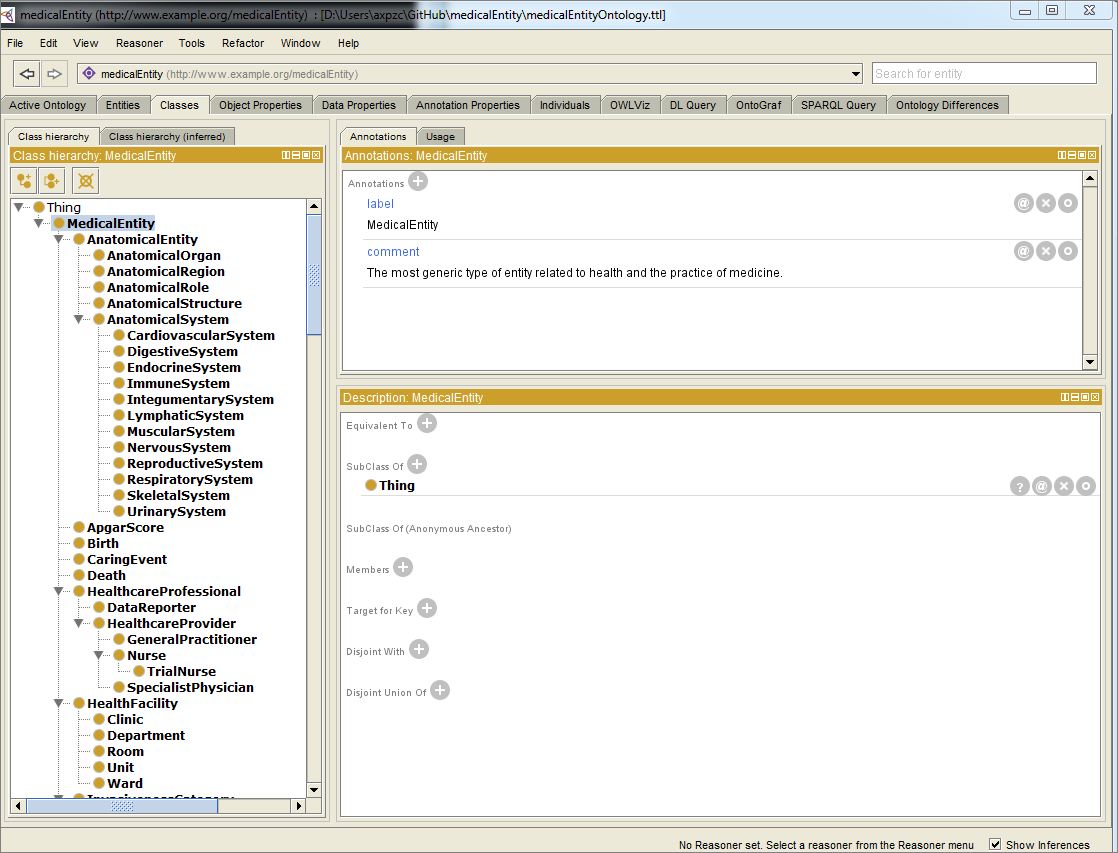 medicalEntity (http://www.example.org/medicalEntity) : [D:\Users\axpzc\GitHub\medicalEntity\medicalEntityOntology.ttl]
File Edit View Reasoner Tools Refactor Window Help
medicalEntity (http://www.example.org/medicalEntity) Search for entity
Active Ontology Entities Classes Object Properties Data Properties Annotation Properties Individuals OWLViz DL Query OntoGraf SPARQL Query Ontology Differences
Class hierarchy Class hierarchy (inferred)
Class hierarchy: MedicalEntity
Thing
MedicalEntity
AnatomicalEntity
AnatomicalOrgan
AnatomicalRegion
AnatomicalRole
AnatomicalStructure
AnatomicalSystem
CardiovascularSystem
DigestiveSystem
EndocrineSystem
ImmuneSystem
IntegumentarySystem
LymphaticSystem
MuscularSystem
NervousSystem
ReproductiveSystem
RespiratorySystem
SkeletalSystem
UrinarySystem
ApgarScore
Birth
CaringEvent
Death
HealthcareProfessional
DataReporter
HealthcareProvider
GeneralPractitioner
Nurse
TrialNurse
SpecialistPhysician
HealthFacility
Clinic
Department
Room
Unit
Ward
Annotations Usage
Annotations: MedicalEntity
Annotations
label
MedicalEntity
comment
The most generic type of entity related to health and the practice of medicine.
Description: MedicalEntity
Equivalent To
SubClass Of
Thing
SubClass Of (Anonymous Ancestor)
Members
Target for Key
Disjoint With
Disjoint Union Of
No Reasoner set. Select a reasoner from the Reasoner menu Show Inferences